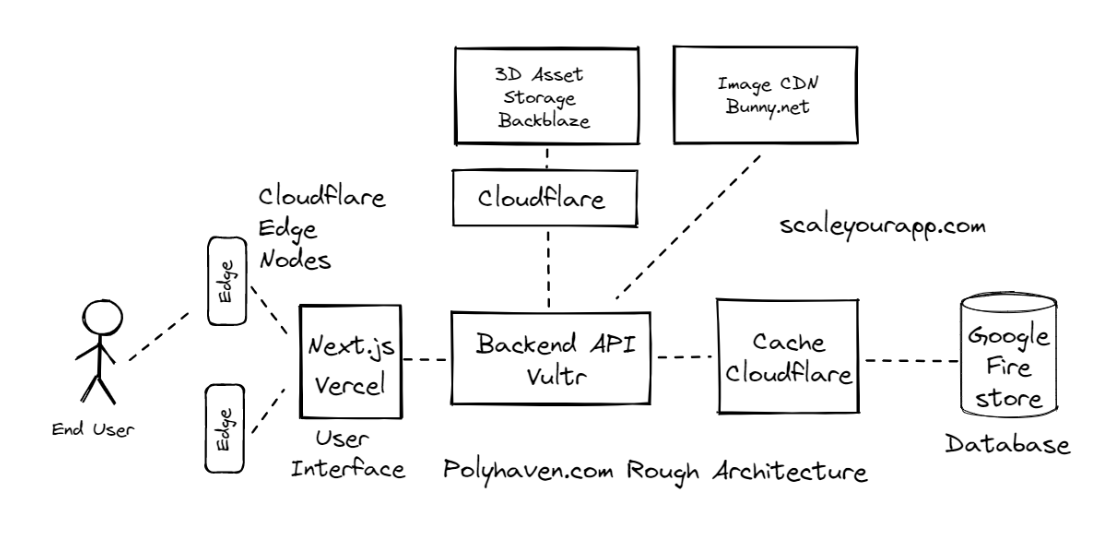 3D Asset
Storage
Backblaze
Image CDN
Bunny.net
Cloudflare
Cloudflare
Edge
Nodes
scaleyourapp.com
Edge
Next.js
Vercel
Backend API
Vultr
Cache
Cloudflare
Google
Fire
store
End User
Edge
User
Interface
Polyhaven.com Rough Architecture
Database